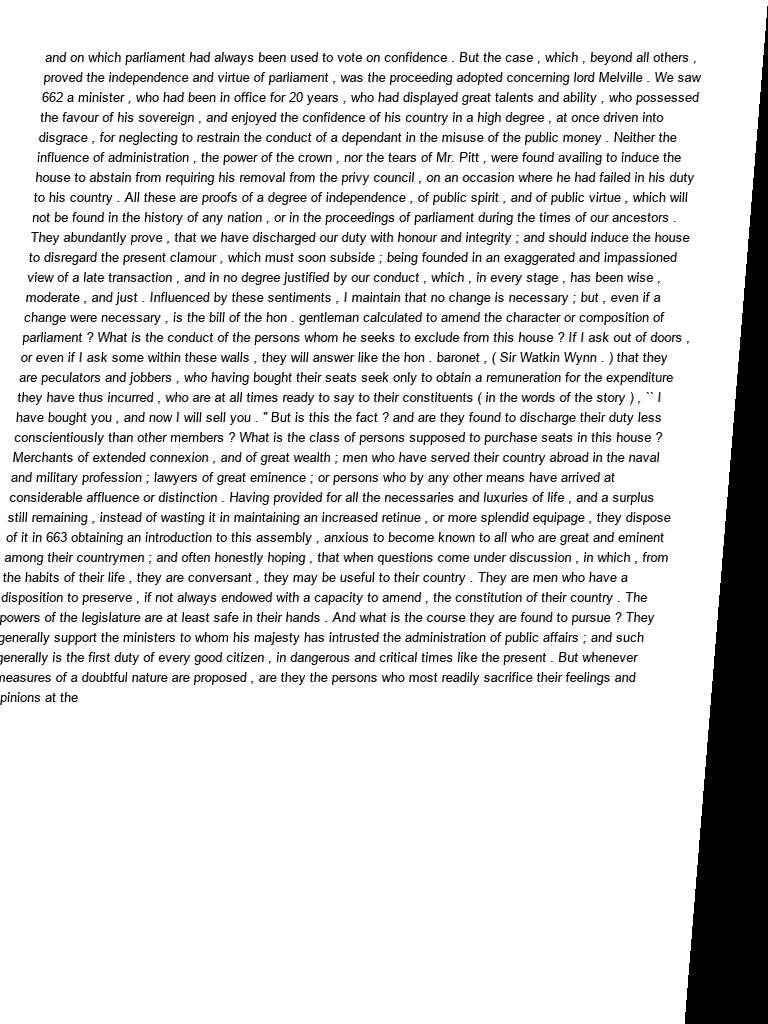 and on which parliament had always been used to vote on confidence . But the case , which , beyond all others ,
proved the independence and virtue of parliament , was the proceeding adopted concerning lord Melville . We saw
662 a minister , who had been in office for 20 years , who had displayed great talents and ability , who possessed
the favour of his sovereign , and enjoyed the confidence of his country in a high degree , at once driven into
disgrace , for neglecting to restrain the conduct of a dependant in the misuse of the public money . Neither the
influence of administration , the power of the crown , nor the tears of Mr. Pitt , were found availing to induce the
house to abstain from requiring his removal from the privy council , on an occasion where he had failed in his duty
to his country . All these are proofs of a degree of independence , of public spirit , and of public virtue , which will
not be found in the history of any nation , or in the proceedings of parliament during the times of our ancestors .
They abundantly prove , that we have discharged our duty with honour and integrity ; and should induce the house
to disregard the present clamour , which must soon subside ; being founded in an exaggerated and impassioned
view of a late transaction , and in no degree justified by our conduct , which , in every stage , has been wise ,
moderate , and just . Influenced by these sentiments , I maintain that no change is necessary ; but , even if a
change were necessary , is the bill of the hon . gentleman calculated to amend the character or composition of
parliament ? What is the conduct of the persons whom he seeks to exclude from this house ? If I ask out of doors ,
or even if I ask some within these walls , they will answer like the hon . baronet , ( Sir Watkin Wynn . ) that they
are peculators and jobbers , who having bought their seats seek only to obtain a remuneration for the expenditure
they have thus incurred , who are at all times ready to say to their constituents ( in the words of the story ) , `` I
have bought you , and now I will sell you . '' But is this the fact ? and are they found to discharge their duty less
conscientiously than other members ? What is the class of persons supposed to purchase seats in this house ?
Merchants of extended connexion , and of great wealth ; men who have served their country abroad in the naval
and military profession ; lawyers of great eminence ; or persons who by any other means have arrived at
considerable affluence or distinction . Having provided for all the necessaries and luxuries of life , and a surplus
still remaining , instead of wasting it in maintaining an increased retinue , or more splendid equipage , they dispose
of it in 663 obtaining an introduction to this assembly , anxious to become known to all who are great and eminent
among their countrymen ; and often honestly hoping , that when questions come under discussion , in which , from
the habits of their life , they are conversant , they may be useful to their country . They are men who have a
disposition to preserve , if not always endowed with a capacity to amend , the constitution of their country . The
powers of the legislature are at least safe in their hands . And what is the course they are found to pursue ? They
generally support the ministers to whom his majesty has intrusted the administration of public affairs ; and such
generally is the first duty of every good citizen , in dangerous and critical times like the present . But whenever
measures of a doubtful nature are proposed , are they the persons who most readily sacrifice their feelings and
pinions at the